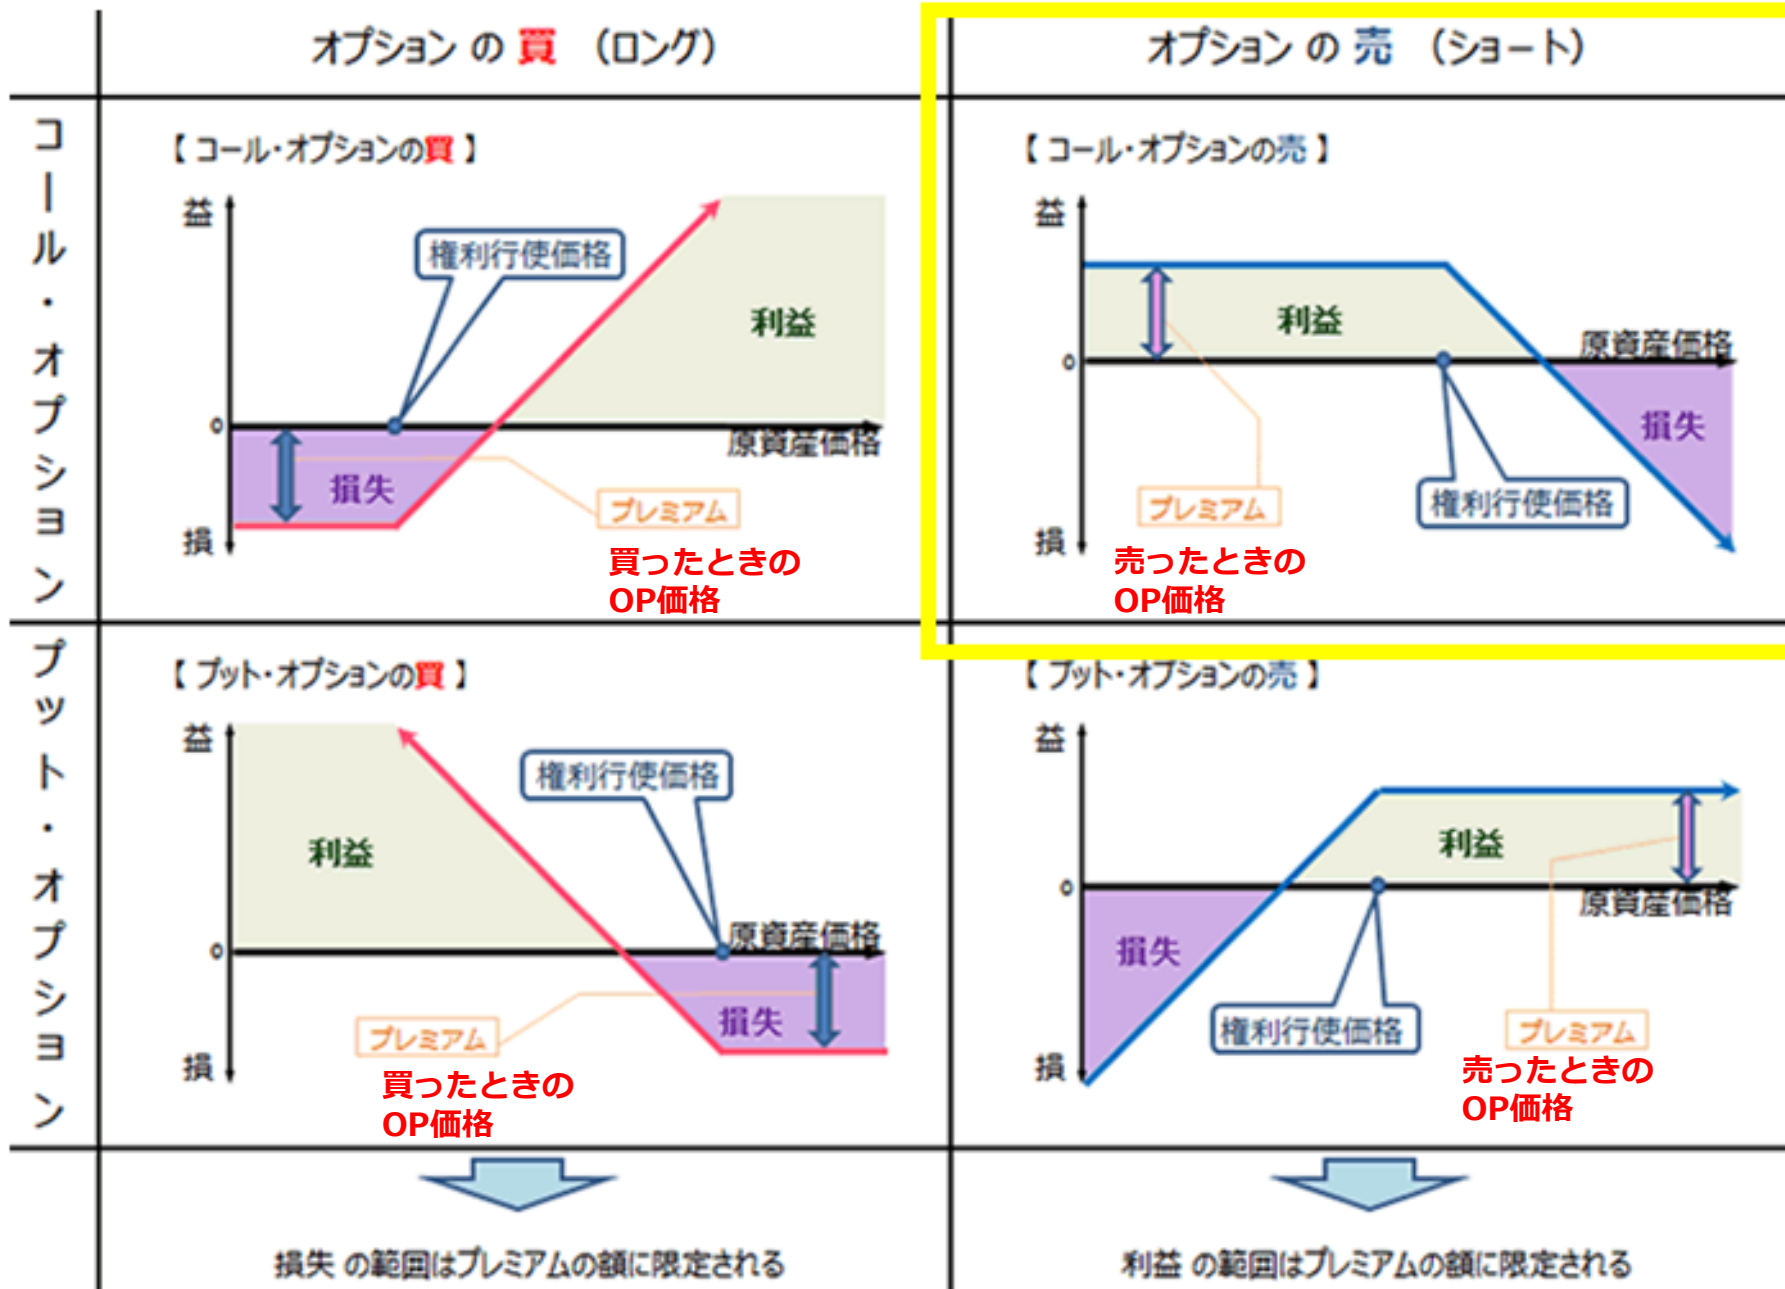 オプション の 買 （ロング）
オプション の 売 （ショート）
コール・オプション
【 コール・オプションの買 】
益
権利行使価格
利益
0
原資産価格
損失
プレミアム
損
買ったときの
OP価格
【 コール・オプションの売 】
益
利益
原資産価格
0
損失
権利行使価格
プレミアム
損
売ったときの
OP価格
プット・オプション
【 プット・オプションの買 】
益
権利行使価格
利益
原資産価格
0
損失
プレミアム
損
買ったときの
OP価格
【 プット・オプションの売 】
益
利益
0
原資産価格
損失
権利行使価格
プレミアム
損
売ったときの
OP価格
損失 の範囲はプレミアムの額に限定される
利益 の範囲はプレミアムの額に限定される